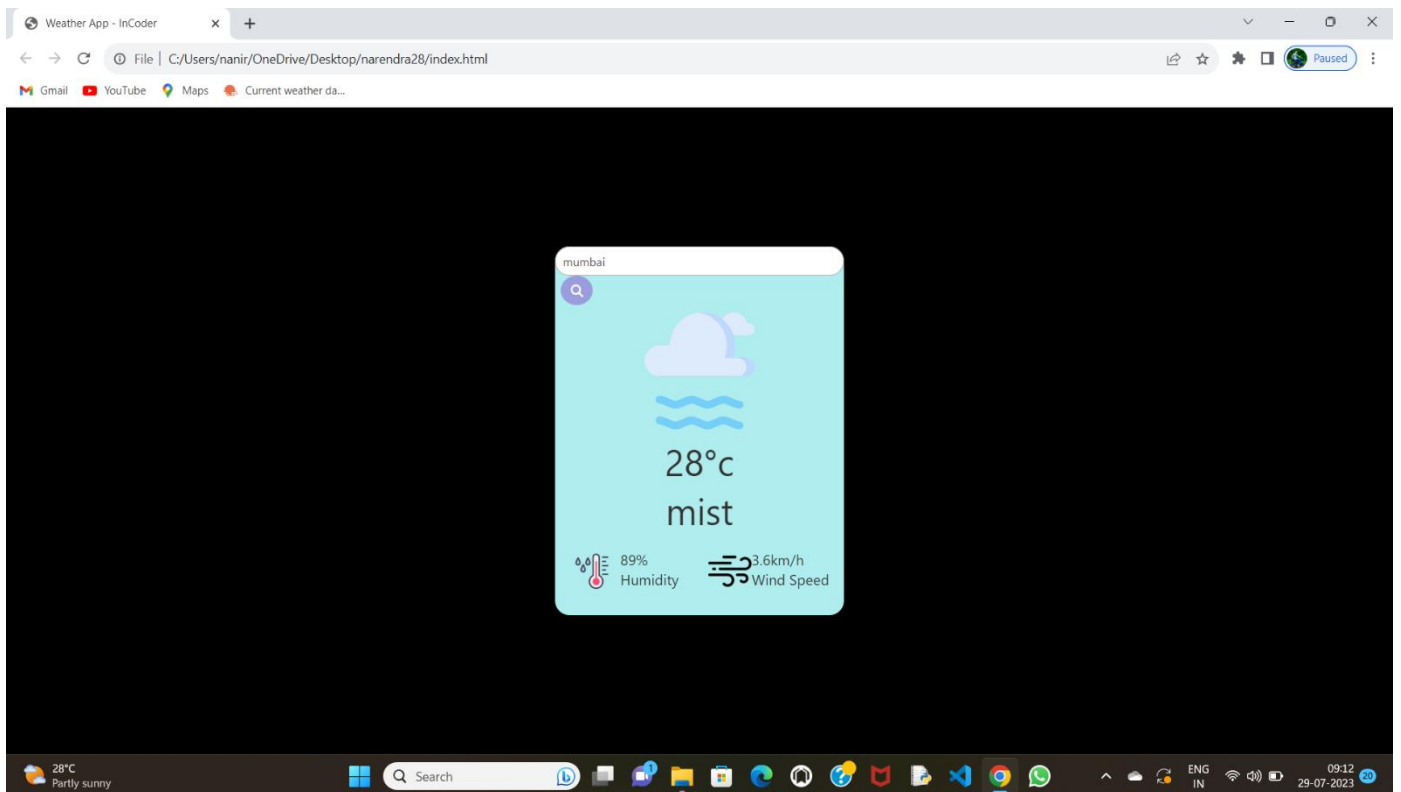 Weather App - InCoder
File | C:/Users/nanir/OneDrive/Desktop/narendra28/index.html
Paused
Gmail YouTube Maps Current weather da...
mumbai
28°c
mist
89%
Humidity
3.6km/h
Wind Speed
28°C
Partly sunny
Search
1
ENG
IN
09:12
29-07-2023
20